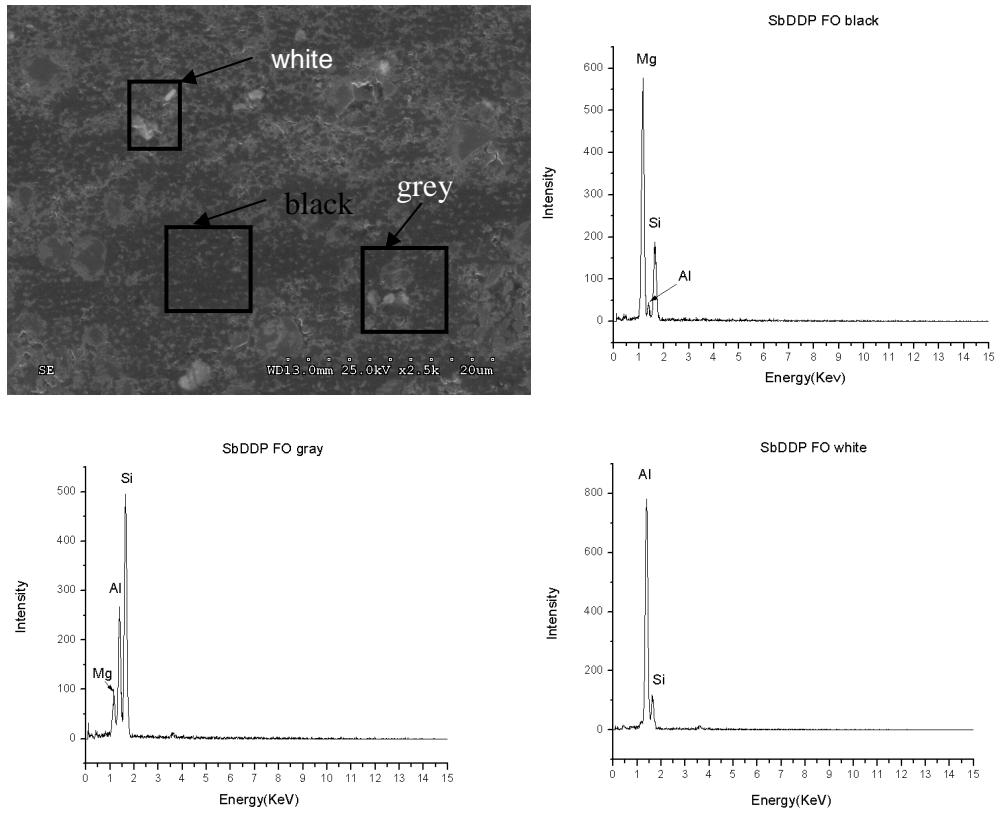 white
black
grey
SE
WD13.0mm 25.0kV x2.5k 20um
SbDDP FO black
Mg
Si
Al
Intensity
600
500
400
300
200
100
0
0 1 2 3 4 5 6 7 8 9 10 11 12 13 14 15
Energy(Kev)
SbDDP FO gray
Si
Al
Mg
Intensity
500
400
300
200
100
0
0 1 2 3 4 5 6 7 8 9 10 11 12 13 14 15
Energy(KeV)
SbDDP FO white
Al
Si
Intensity
800
600
400
200
0
0 1 2 3 4 5 6 7 8 9 10 11 12 13 14 15
Energy(KeV)